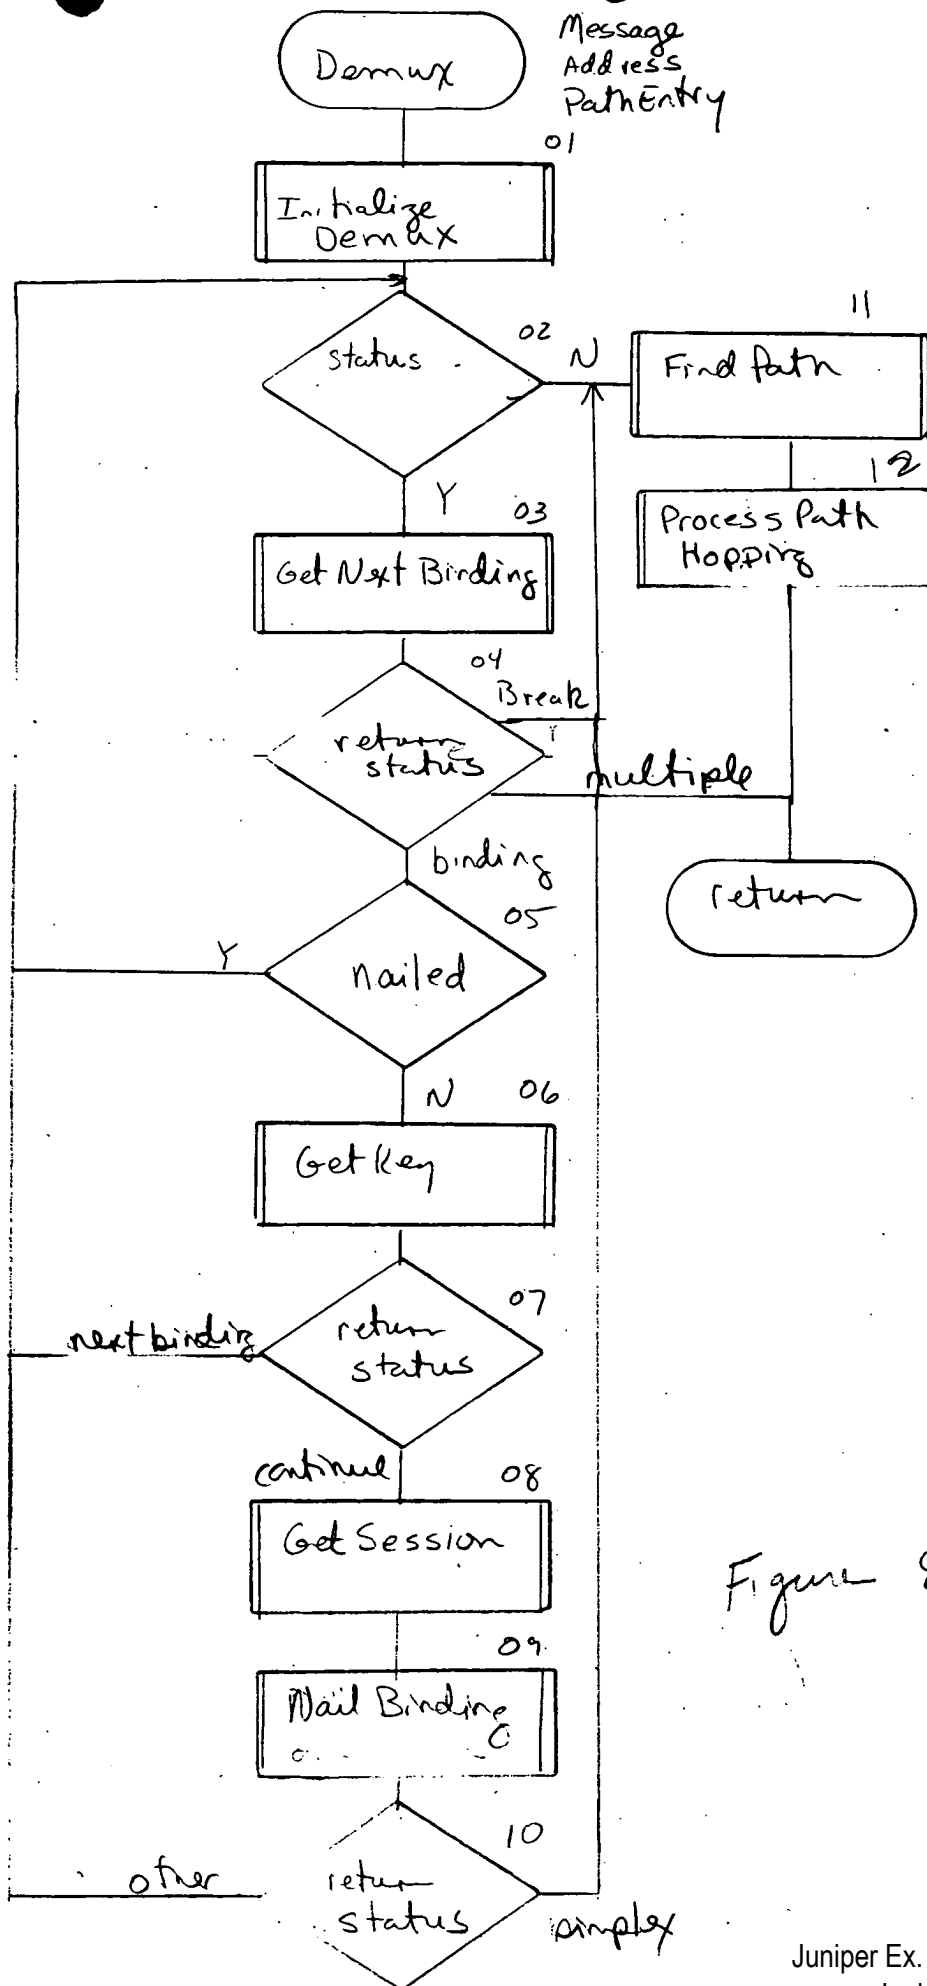 Demux
Message
Address
PathEntry
01
Initialize
Demux
02
status
N
11
Find Path
12
Process Path
Hopping
Y
03
Get Next Binding
04
Break
return
status
multiple
binding
return
05
Y
nailed
N
06
Get Key
07
next binding
return
status
continue
08
Get Session
Figure
09
Nail Binding
10
other
return
status
simplex
Juniper Ex.